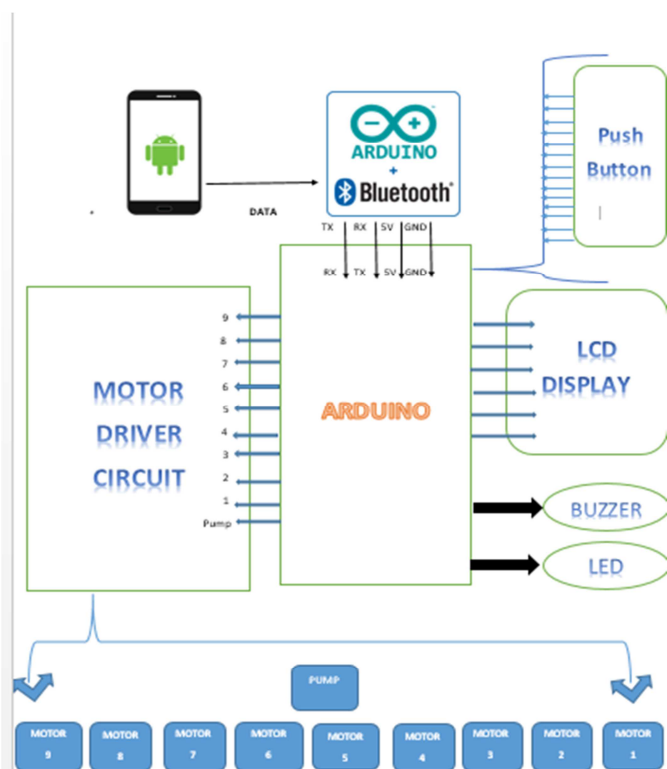 ARDUINO
+
Bluetooth®
DATA
Push
Button
TX RX 5V GND
RX TX 5V GND
MOTOR
DRIVER
CIRCUIT
9
8
7
6
5
4
3
2
1
Pump
ARDUINO
LCD
DISPLAY
BUZZER
LED
PUMP
MOTOR
9
MOTOR
8
MOTOR
7
MOTOR
6
MOTOR
5
MOTOR
4
MOTOR
3
MOTOR
2
MOTOR
1